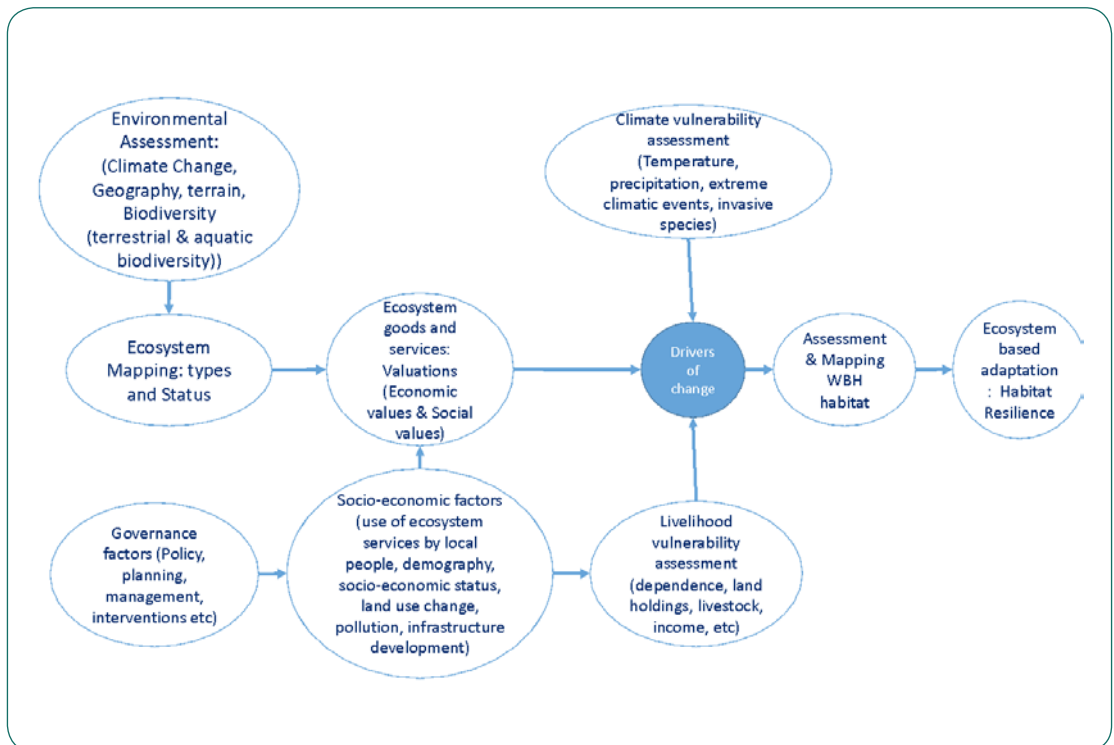 Environmental
Assessment:
(Climate Change,
Geography, terrain,
Biodiversity
(terrestrial & aquatic
biodiversity))
Climate vulnerability
assessment
(Temperature,
precipitation, extreme
climatic events, invasive
species)
Ecosystem
Mapping: types
and Status
Ecosystem
goods and
services:
Valuations
(Economic
values & Social
values)
Drivers
of
change
Assessment
& Mapping
WBH
habitat
Ecosystem
based
adaptation
: Habitat
Resilience
Governance
factors (Policy,
planning,
management,
interventions etc)
Socio-economic factors
(use of ecosystem
services by local
people, demography,
socio-economic status,
land use change,
pollution, infrastructure
development)
Livelihood
vulnerability
assessment
(dependence, land
holdings, livestock,
income, etc)